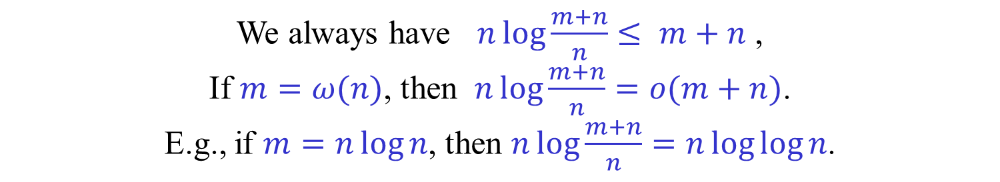 We always have n log (m+n)/n ≤ m + n ,
If m = ω(n), then n log (m+n)/n = o(m + n).
E.g., if m = n log n, then n log (m+n)/n = n log log n.